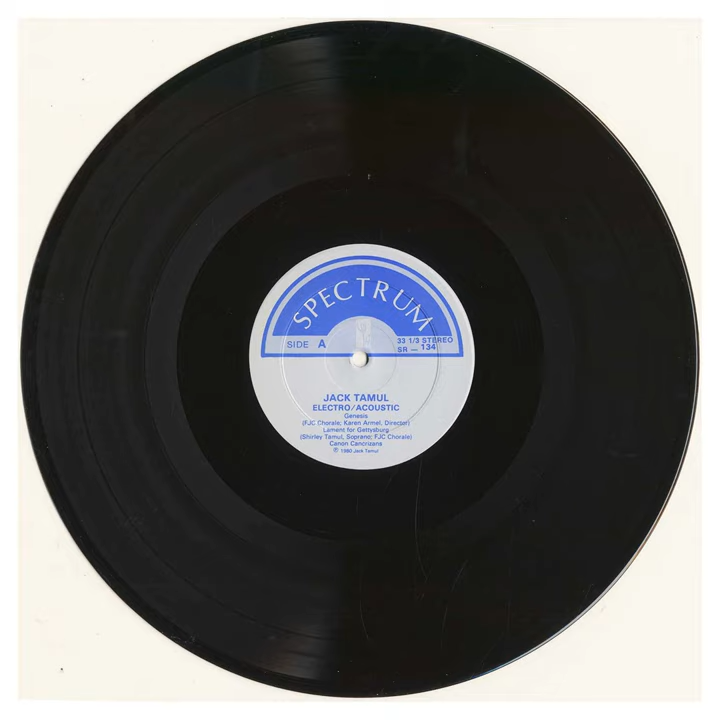 SPECTRUM
SIDE A
33 1/3 STEREO
SR — 134
JACK TAMUL
ELECTRO/ACOUSTIC
Genesis
(FJC Chorale; Karen Armel, Director)
Lament for Gettysburg
(Shirley Tamul, Soprano; FJC Chorale)
Canon Cancrizans
℗ 1980 Jack Tamul